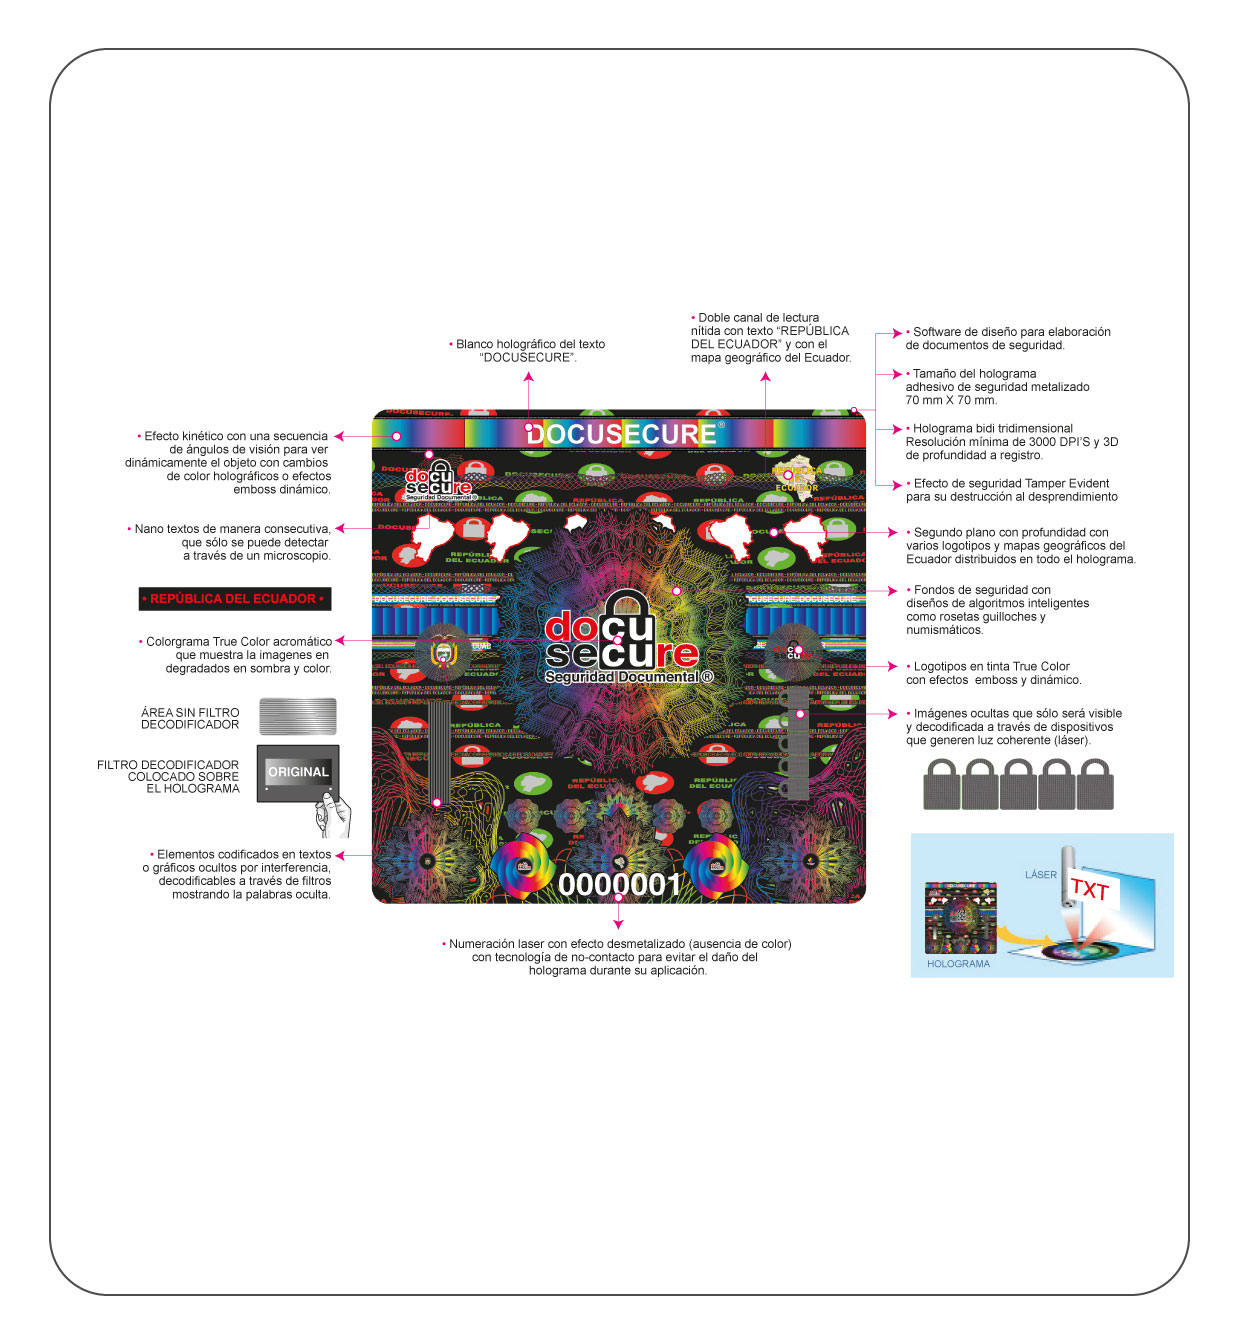 • Doble canal de lectura
nítida con texto “REPÚBLICA
DEL ECUADOR” y con el
mapa geográfico del Ecuador.
• Blanco holográfico del texto
“DOCUSECURE”.
• Software de diseño para elaboración
de documentos de seguridad.
• Tamaño del holograma
adhesivo de seguridad metalizado
70 mm X 70 mm.
• Holograma bidi tridimensional
Resolución mínima de 3000 DPI’S y 3D
de profundidad a registro.
• Efecto de seguridad Tamper Evident
para su destrucción al desprendimiento
• Segundo plano con profundidad con
varios logotipos y mapas geográficos del
Ecuador distribuidos en todo el holograma.
• Fondos de seguridad con
diseños de algoritmos inteligentes
como rosetas guilloches y
numismáticos.
• Logotipos en tinta True Color
con efectos emboss y dinámico.
• Imágenes ocultas que sólo será visible
y decodificada a través de dispositivos
que generen luz coherente (láser).
• Efecto kinético con una secuencia
de ángulos de visión para ver
dinámicamente el objeto con cambios
de color holográficos o efectos
emboss dinámico.
• Nano textos de manera consecutiva,
que sólo se puede detectar
a través de un microscopio.
• REPÚBLICA DEL ECUADOR •
• Colorgrama True Color acromático
que muestra la imagenes en
degradados en sombra y color.
ÁREA SIN FILTRO
DECODIFICADOR
FILTRO DECODIFICADOR
COLOCADO SOBRE
EL HOLOGRAMA
ORIGINAL
• Elementos codificados en textos
o gráficos ocultos por interferencia,
decodificables a través de filtros
mostrando la palabras oculta.
DOCUSECURE®
docu
secure
Seguridad Documental ®
REPÚBLICA
DEL
ECUADOR
REPÚBLICA
DEL ECUADOR
DOCUSECURE-DOCUSECURE
docu
secure
Seguridad Documental ®
docu
secure
0000001
• Numeración laser con efecto desmetalizado (ausencia de color)
con tecnología de no-contacto para evitar el daño del
holograma durante su aplicación.
LÁSER
TXT
HOLOGRAMA